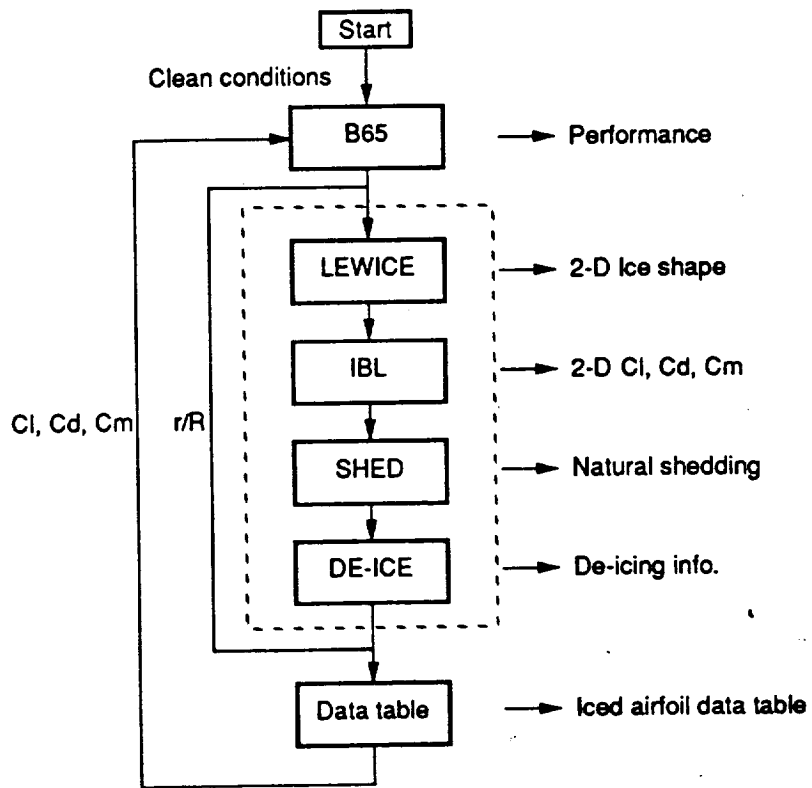 Start
Clean conditions
B65
Performance
LEWICE
2-D Ice shape
IBL
2-D Cl, Cd, Cm
Cl, Cd, Cm
r/R
SHED
Natural shedding
DE-ICE
De-icing info.
Data table
Iced airfoil data table